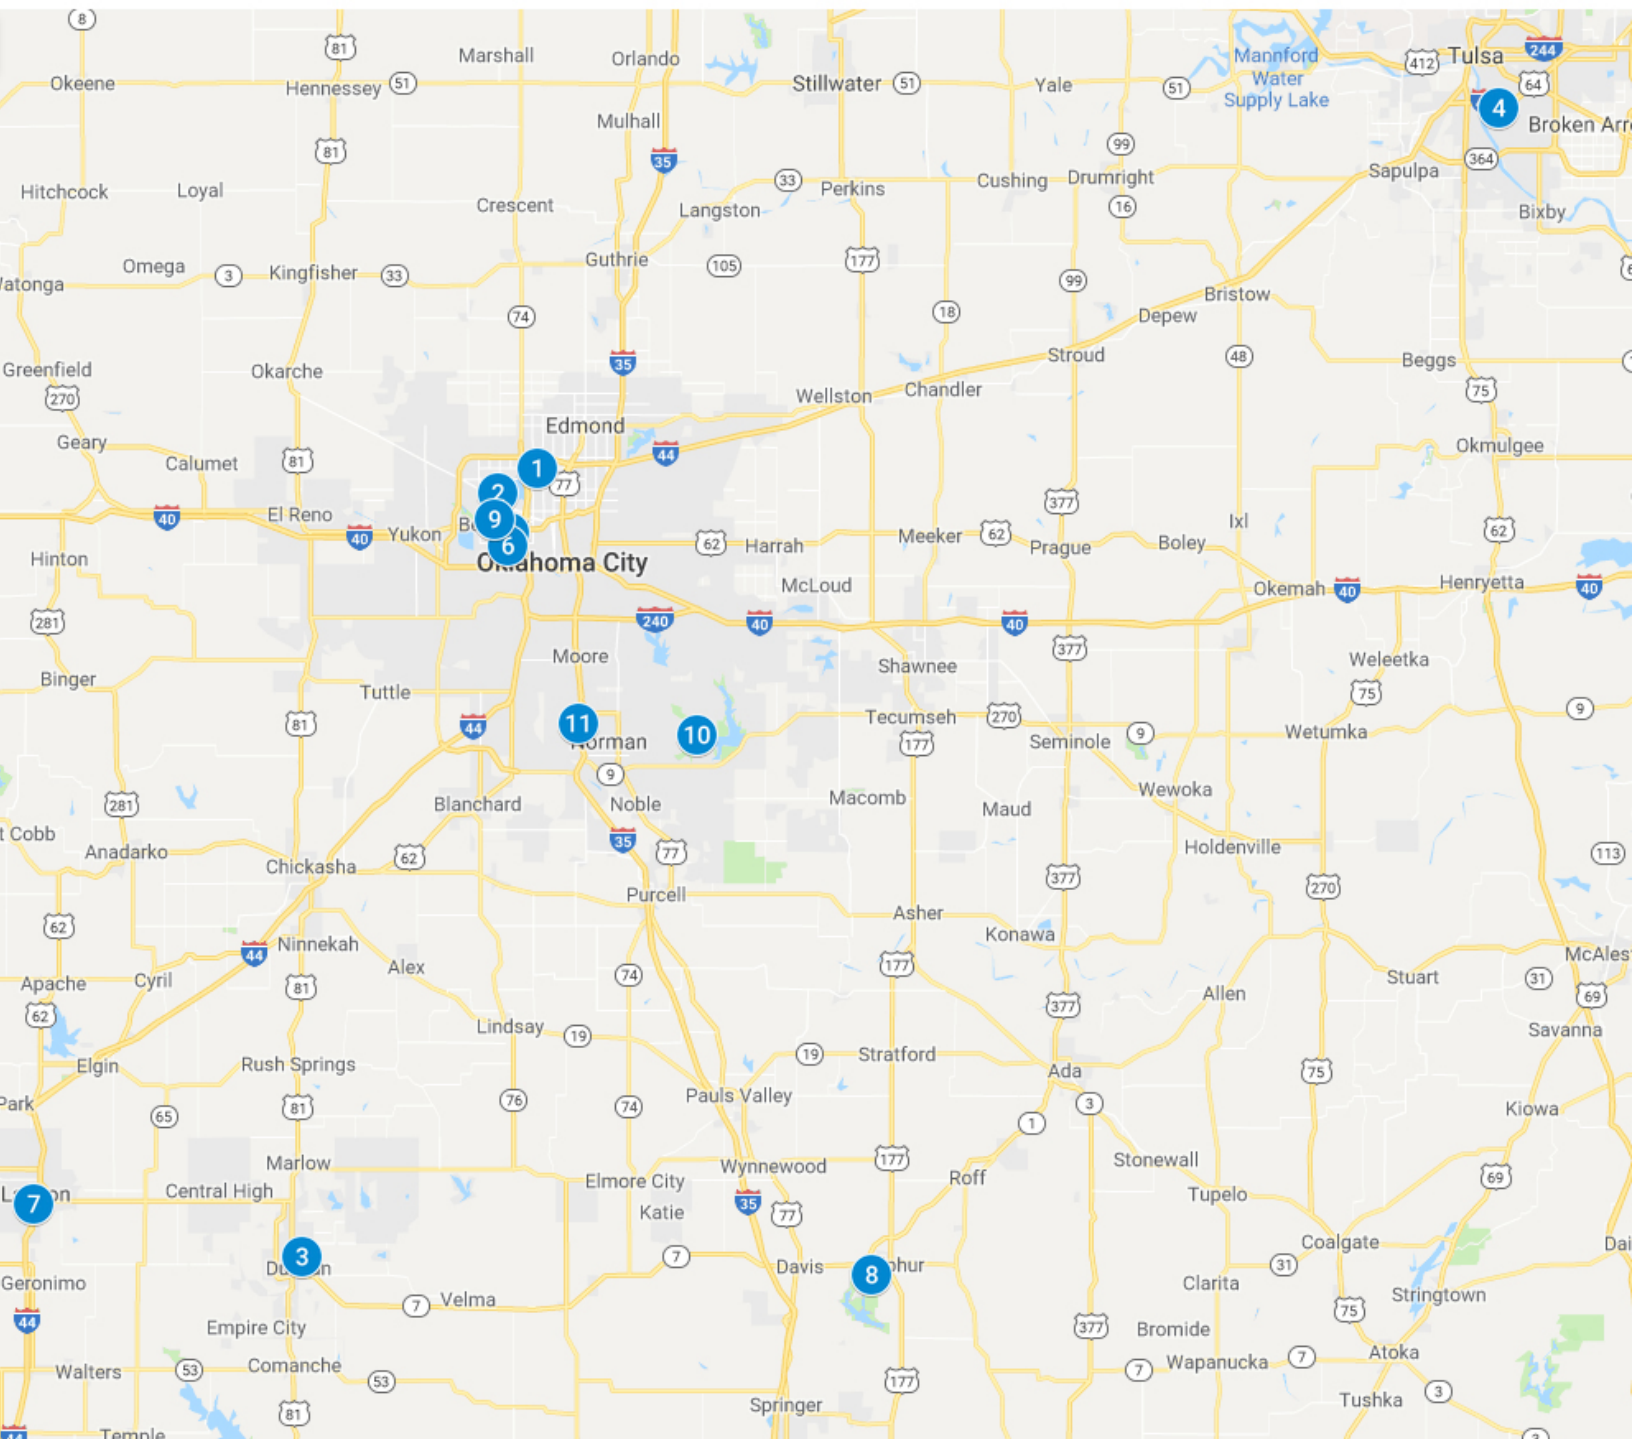 8
81
Marshall
Orlando
Stillwater
51
Yale
51
Mannford
Water
Supply Lake
412
Tulsa
244
64
4
Okeene
Hennessey
51
Mulhall
Broken Arr
81
35
99
364
Sapulpa
Hitchcock
Loyal
Crescent
Langston
33
Perkins
Cushing
Drumright
16
Bixby
Omega
3
Kingfisher
33
Guthrie
105
177
99
atonga
74
18
Bristow
Depew
Greenfield
270
Okarche
35
Stroud
48
Beggs
75
Wellston
Chandler
Edmond
Geary
Calumet
81
44
Okmulgee
1
77
2
9
6
40
El Reno
40
Yukon
Be
Oklahoma City
62
Harrah
Meeker
62
377
Prague
Boley
Ixl
62
Hinton
McLoud
Okemah
40
Henryetta
40
281
240
40
40
Moore
377
Shawnee
Weleetka
75
Binger
Tuttle
81
44
11
Norman
10
Tecumseh
270
177
Seminole
9
Wetumka
9
9
281
Blanchard
Noble
Macomb
Maud
Wewoka
t Cobb
Anadarko
Chickasha
62
35
77
Holdenville
113
377
270
Purcell
62
Asher
Konawa
44
Ninnekah
Alex
74
177
McAles
Apache
Cyril
81
Stuart
31
69
62
377
Allen
Lindsay
19
Savanna
Elgin
Rush Springs
19
Stratford
Ada
75
Park
65
81
76
74
Pauls Valley
3
1
Kiowa
Marlow
Wynnewood
177
Stonewall
Central High
Elmore City
Roff
69
7
35
Katie
77
Tupelo
3
7
Davis
8
phur
Coalgate
31
Dai
Geronimo
Clarita
Stringtown
44
7
Velma
75
Empire City
377
Bromide
Walters
53
Comanche
53
177
7
Wapanucka
7
Atoka
3
Tushka
81
Springer
44
Temple
3